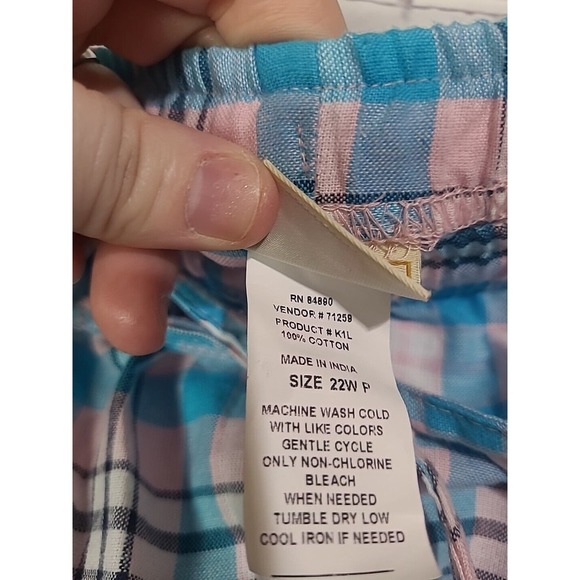 RN 84890
VENDOR # 71259
PRODUCT # K1L
100% COTTON
MADE IN INDIA
SIZE 22W P
MACHINE WASH COLD
WITH LIKE COLORS
GENTLE CYCLE
ONLY NON-CHLORINE
BLEACH
WHEN NEEDED
TUMBLE DRY LOW
COOL IRON IF NEEDED